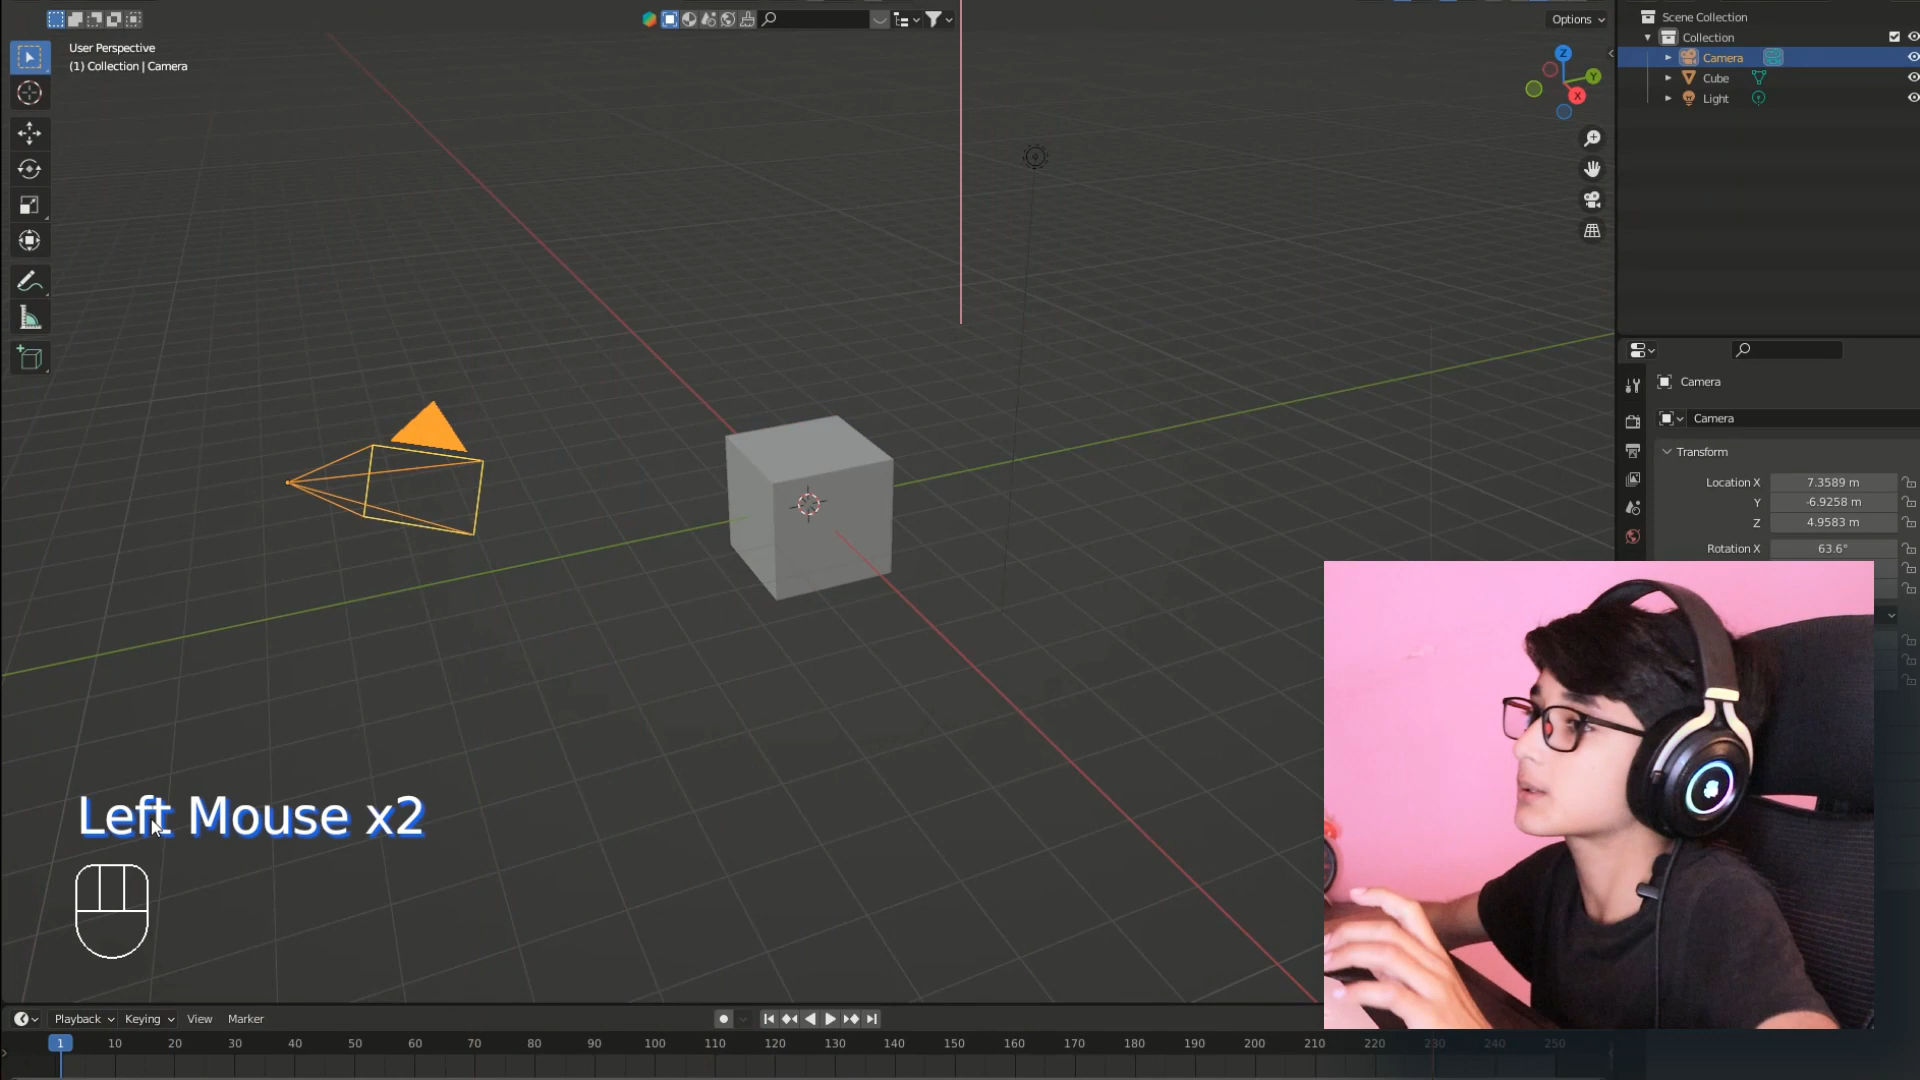 Options
User Perspective
(1) Collection | Camera
Z
Y
X
Scene Collection
Collection
Camera
Cube
Light
Camera
Camera
Transform
Location X 7.3589 m
Y -6.9258 m
Z 4.9583 m
Rotation X 63.6°
Left Mouse x2
Playback Keying View Marker
1 10 20 30 40 50 60 70 80 90 100 110 120 130 140 150 160 170 180 190 200 210 220 230 240 250